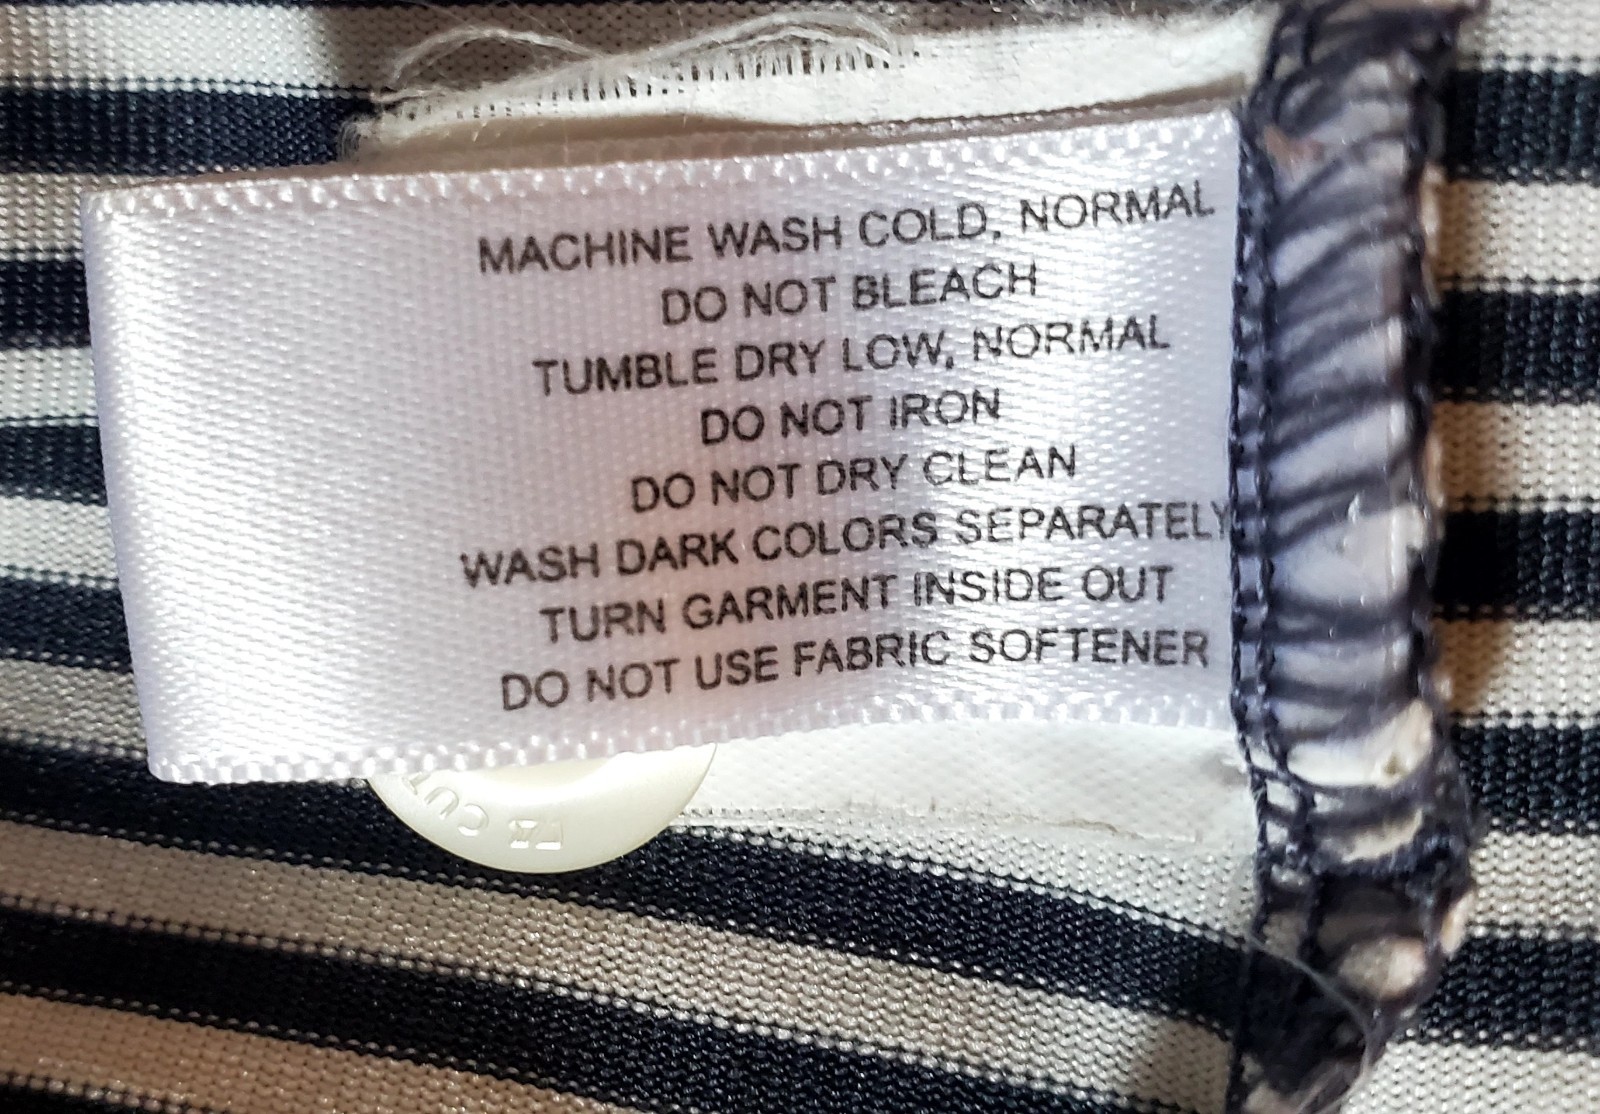 MACHINE WASH COLD, NORMAL
DO NOT BLEACH
TUMBLE DRY LOW, NORMAL
DO NOT IRON
DO NOT DRY CLEAN
WASH DARK COLORS SEPARATELY
TURN GARMENT INSIDE OUT
DO NOT USE FABRIC SOFTENER